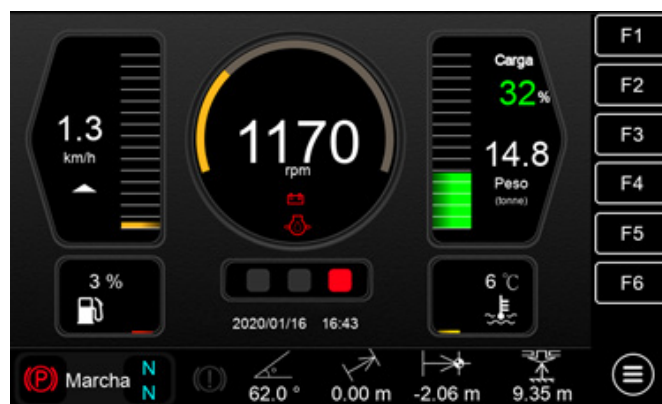 1.3
km/h
1170
rpm
Carga
32%
14.8
Peso
(tonne)
3 %
2020/01/16 16:43
6 °C
(P) Marcha N
N
(!)
62.0 °
0.00 m
-2.06 m
9.35 m
F1
F2
F3
F4
F5
F6